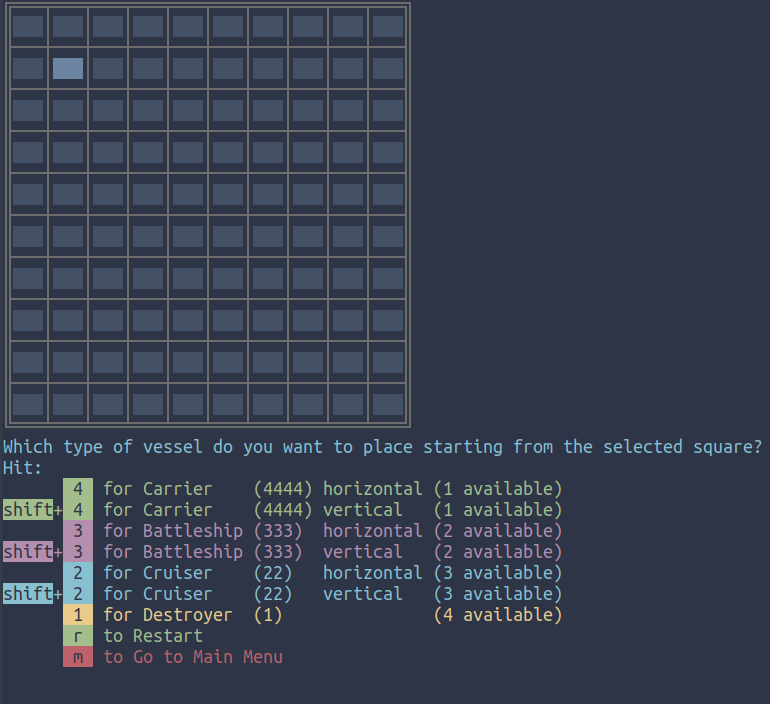 Which type of vessel do you want to place starting from the selected square?
Hit:
4 for Carrier (4444) horizontal (1 available)
shift+ 4 for Carrier (4444) vertical (1 available)
3 for Battleship (333) horizontal (2 available)
shift+ 3 for Battleship (333) vertical (2 available)
2 for Cruiser (22) horizontal (3 available)
shift+ 2 for Cruiser (22) vertical (3 available)
1 for Destroyer (1) (4 available)
r to Restart
m to Go to Main Menu